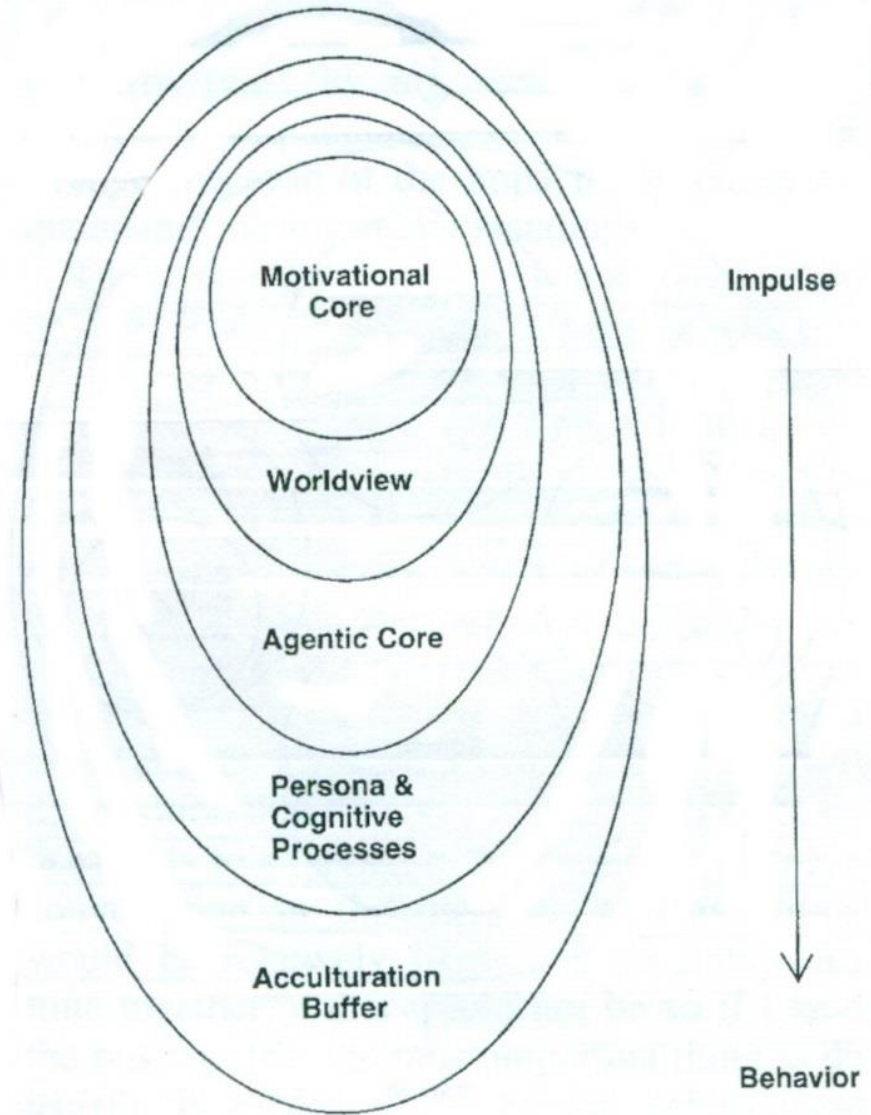 Motivational
Core
Impulse
Worldview
Agentic Core
Persona &
Cognitive
Processes
Acculturation
Buffer
Behavior